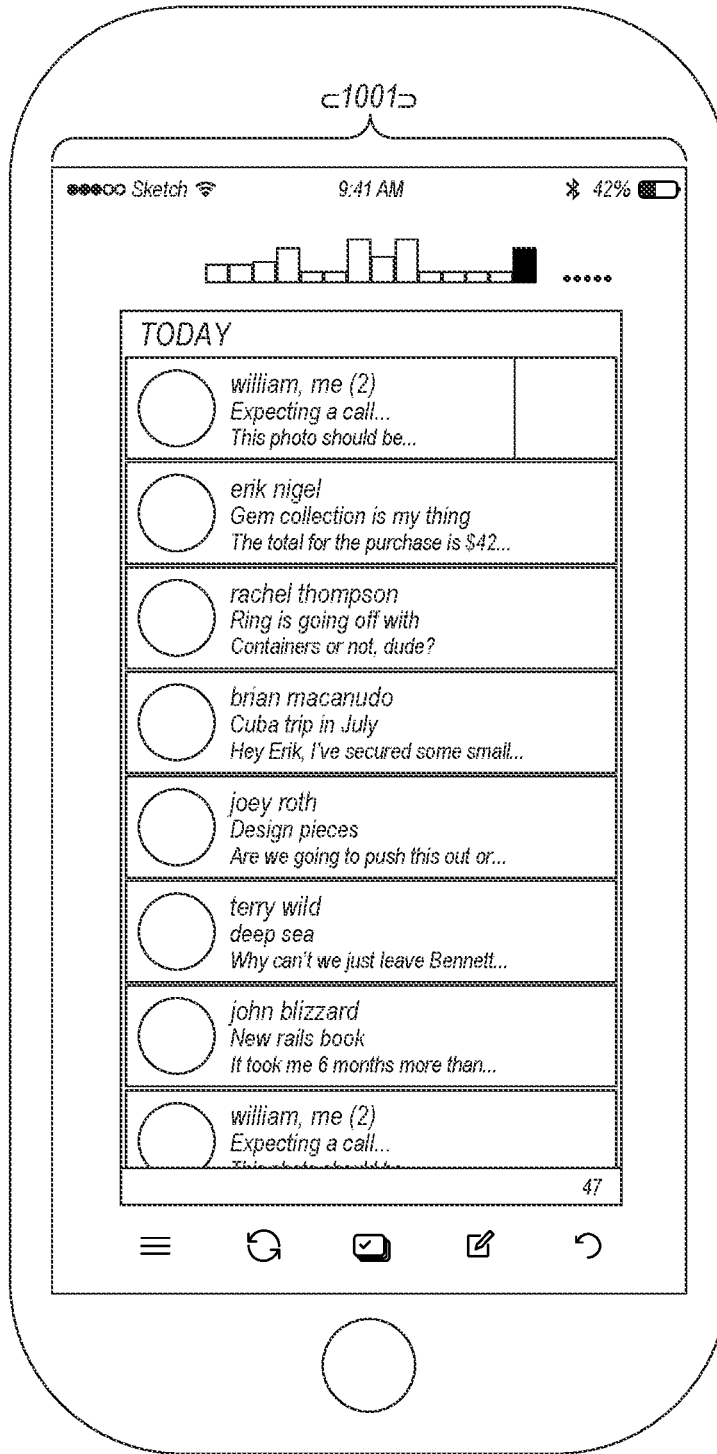 ⊂1001⊃
Sketch 9:41 AM 42%
TODAY
william, me (2)
Expecting a call...
This photo should be...
erik nigel
Gem collection is my thing
The total for the purchase is $42...
rachel thompson
Ring is going off with
Containers or not, dude?
brian macanudo
Cuba trip in July
Hey Erik, I've secured some small...
joey roth
Design pieces
Are we going to push this out or...
terry wild
deep sea
Why can't we just leave Bennett...
john blizzard
New rails book
It took me 6 months more than...
william, me (2)
Expecting a call...
This photo should be
47